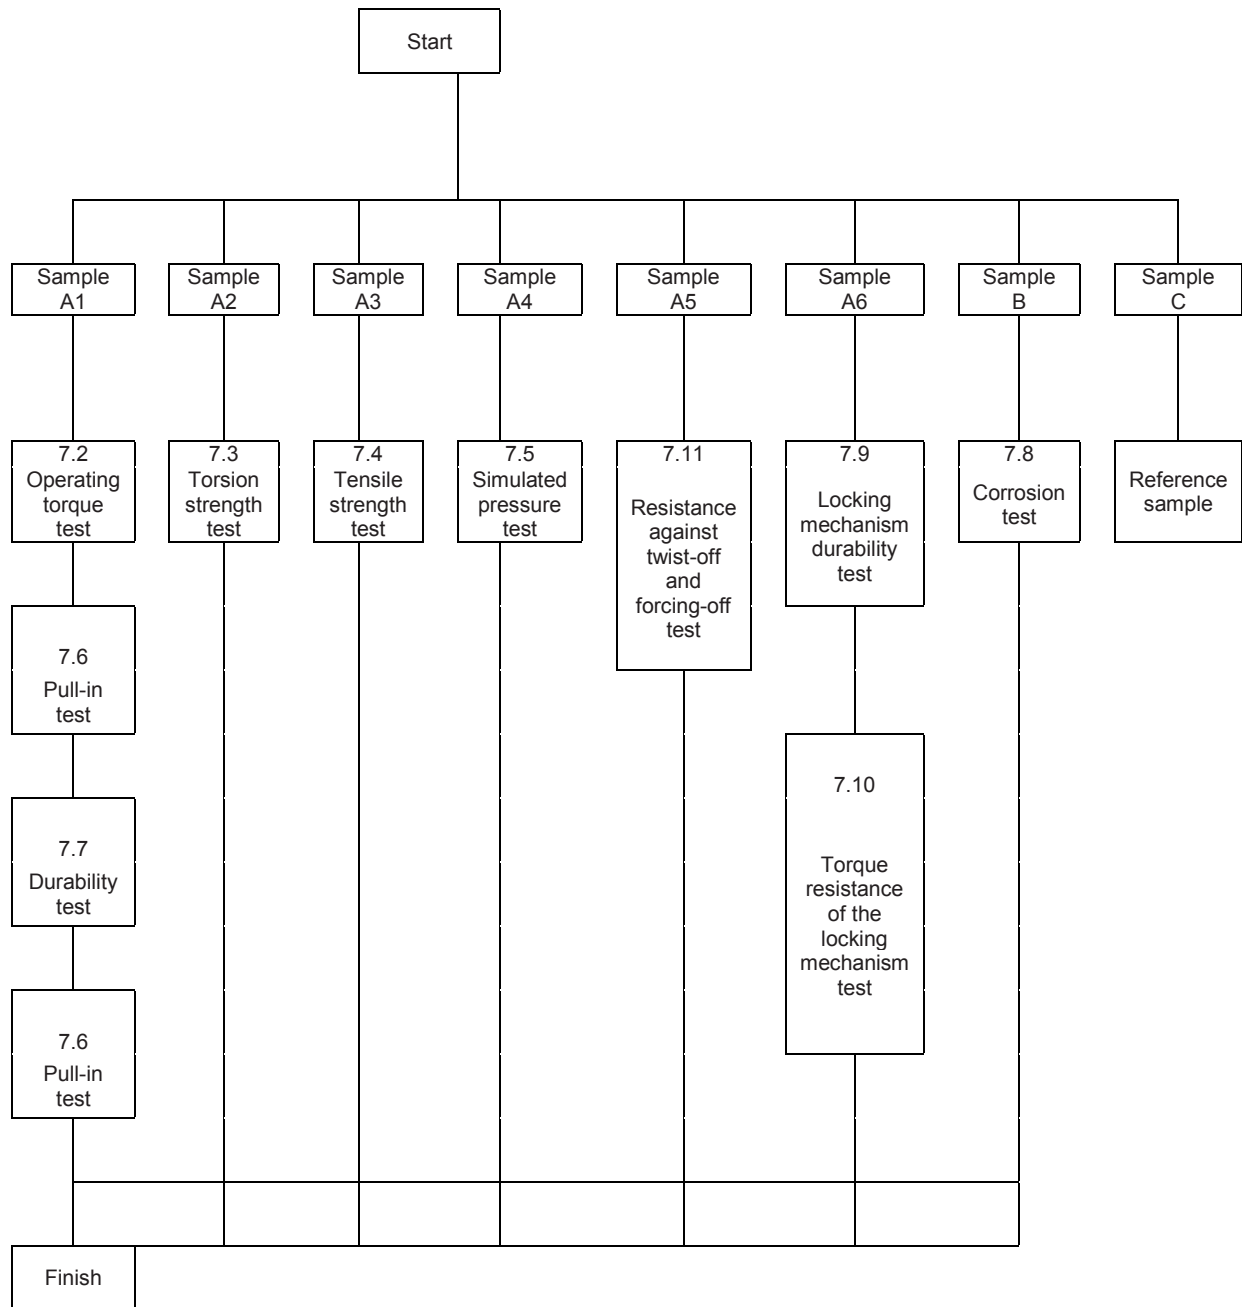 Start
Sample
A1
Sample
A2
Sample
A3
Sample
A4
Sample
A5
Sample
A6
Sample
B
Sample
C
7.2
Operating
torque
test
7.3
Torsion
strength
test
7.4
Tensile
strength
test
7.5
Simulated
pressure
test
7.11
Resistance
against
twist-off
and
forcing-off
test
7.9
Locking
mechanism
durability
test
7.8
Corrosion
test
Reference
sample
7.6
Pull-in
test
7.10
Torque
resistance
of the
locking
mechanism
test
7.7
Durability
test
7.6
Pull-in
test
Finish